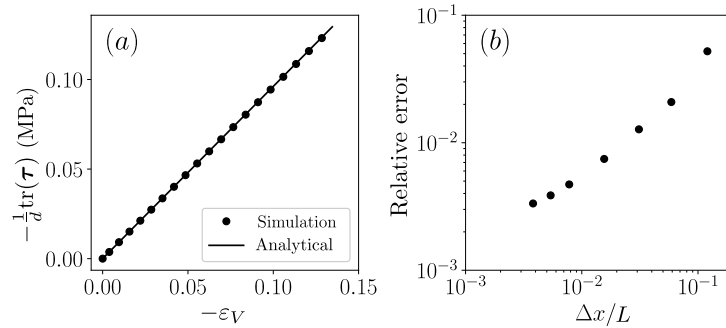 (a)
−1/d tr(τ) (MPa)
0.10
0.05
0.00
Simulation
Analytical
0.00 0.05 0.10 0.15
−ε_V
(b)
Relative error
10⁻¹
10⁻²
10⁻³
10⁻³ 10⁻² 10⁻¹
Δx/L